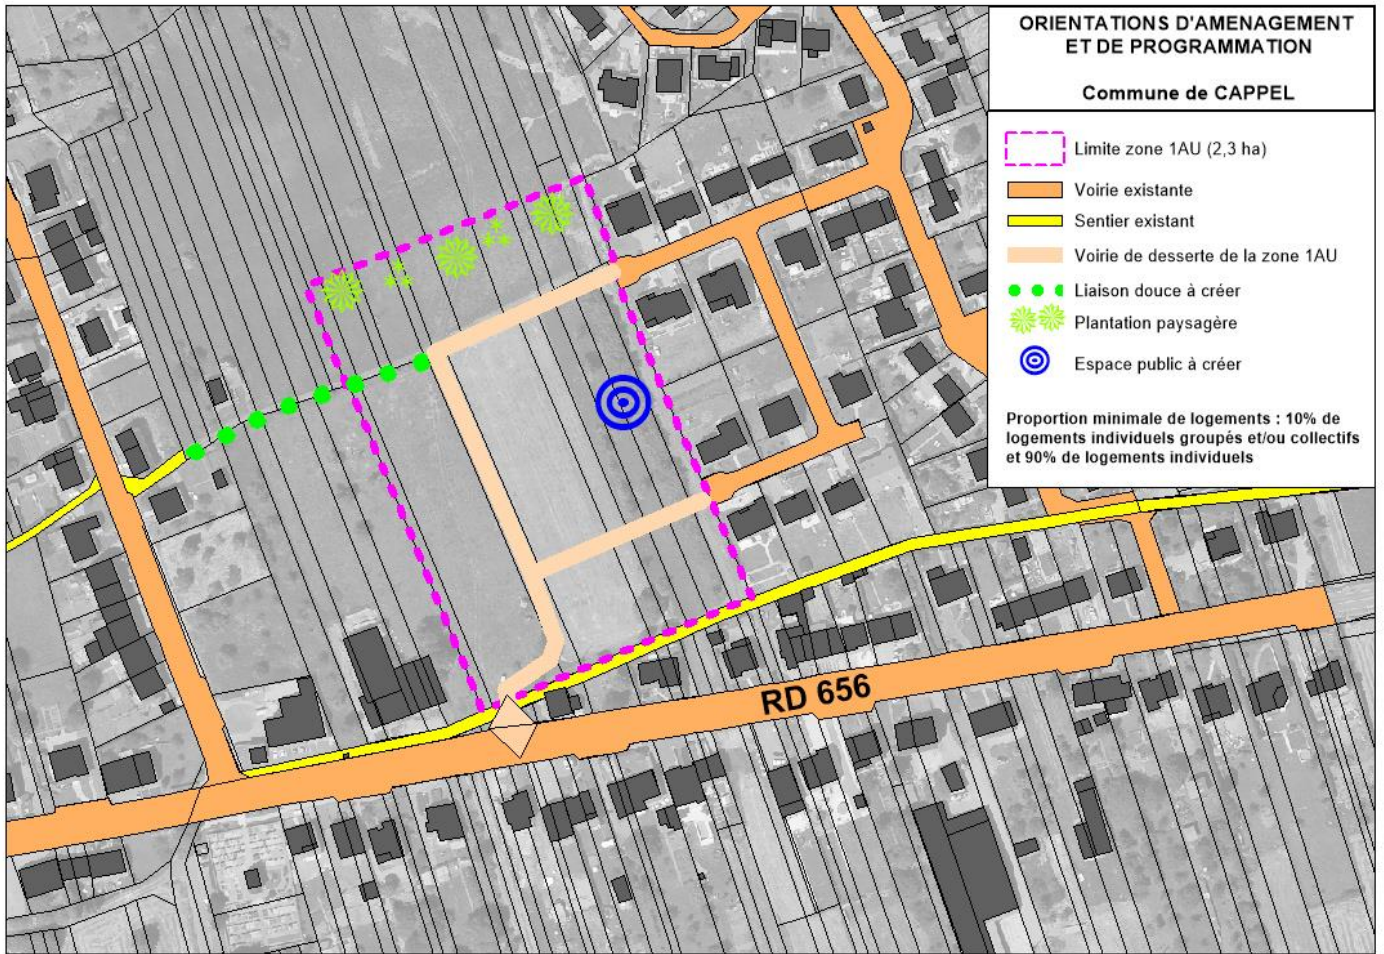 ORIENTATIONS D'AMENAGEMENT
ET DE PROGRAMMATION
Commune de CAPPEL
Limite zone 1AU (2,3 ha)
Voirie existante
Sentier existant
Voirie de desserte de la zone 1AU
Liaison douce à créer
Plantation paysagère
Espace public à créer
Proportion minimale de logements : 10% de
logements individuels groupés et/ou collectifs
et 90% de logements individuels
RD 656